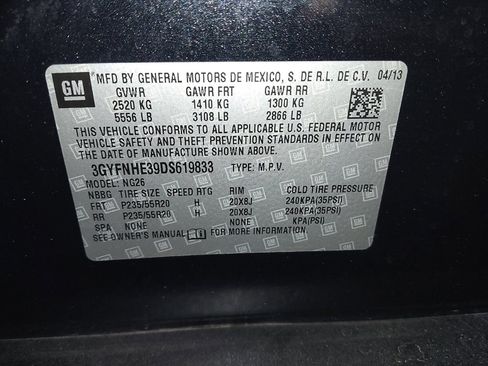 GM MFD BY GENERAL MOTORS DE MEXICO, S. DE R.L. DE C.V. 04/13
GVWR GAWR FRT GAWR RR
2520 KG 1410 KG 1300 KG
5556 LB 3108 LB 2866 LB
THIS VEHICLE CONFORMS TO ALL APPLICABLE U.S. FEDERAL MOTOR
VEHICLE SAFETY AND THEFT PREVENTION STANDARDS IN EFFECT
ON THE DATE OF MANUFACTURE SHOWN ABOVE.
3GYFNHE39DS619833 TYPE: M.P.V.
MODEL: NG26
NBBG TIRE SIZE SPEED RTG RIM COLD TIRE PRESSURE
FRT P235/55R20 H 20X8J 240KPA(35PSI)
RR P235/55R20 H 20X8J 240KPA(35PSI)
SPA NONE NONE KPA(PSI)
SEE OWNER'S MANUAL FOR MORE INFORMATION.